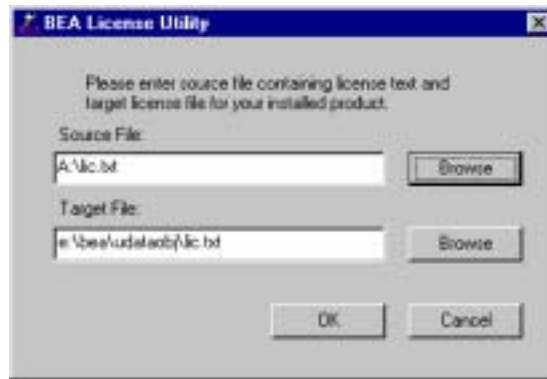 BEA License Utility
Please enter source file containing license text and
target license file for your installed product.
Source File:
A:\lic.txt
Browse
Target File:
e:\bea\udataobj\lic.txt
Browse
OK
Cancel